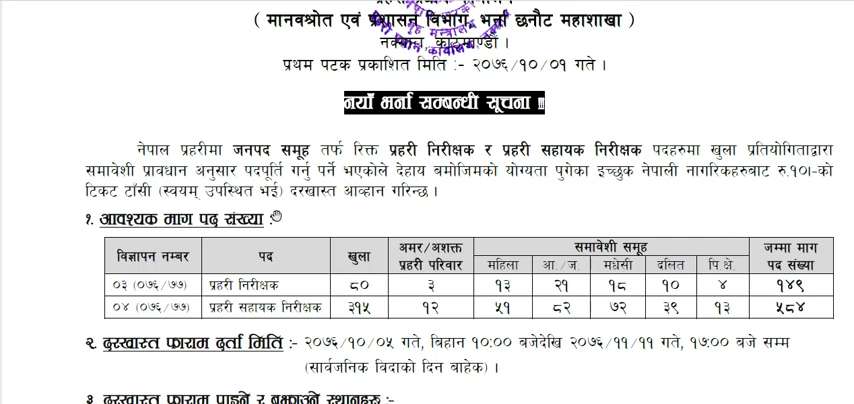 ( मानवश्रोत एवं प्रशासन विभाग, भर्ना छनौट महाशाखा )
नक्साल, काठमाण्डौं ।
प्रथम पटक प्रकाशित मिति :- २०७६/१०/०१ गते ।
नयाँ भर्ना सम्बन्धी सूचना !!!
नेपाल प्रहरीमा जनपद समूह तर्फ रिक्त प्रहरी निरीक्षक र प्रहरी सहायक निरीक्षक पदहरुमा खुला प्रतियोगिताद्वारा
समावेशी प्रावधान अनुसार पदपूर्ति गर्नु पर्ने भएकोले देहाय बमोजिमको योग्यता पुगेका इच्छुक नेपाली नागरिकहरुबाट रु.१०।-को
टिकट टाँसी (स्वयम् उपस्थित भई) दरखास्त आव्हान गरिन्छ ।
१. आवश्यक माग पद संख्या :
विज्ञापन नम्बर पद खुला अमर/अशक्त प्रहरी परिवार समावेशी समूह जम्मा माग पद संख्या
महिला आ./ज. मधेसी दलित पि.क्षे.
०३ (०७६/७७) प्रहरी निरीक्षक ८० ३ १३ २१ १८ १० ४ १४९
०४ (०७६/७७) प्रहरी सहायक निरीक्षक ३१५ १२ ५१ ८२ ७२ ३९ १३ ५८४
२. दरखास्त फाराम दर्ता मिति :- २०७६/१०/०५ गते, बिहान १०:०० बजेदेखि २०७६/११/११ गते, १७:०० बजे सम्म
(सार्वजनिक विदाको दिन बाहेक) ।
३. दरखास्त फाराम पाइने र बुझाउने स्थानहरु :-